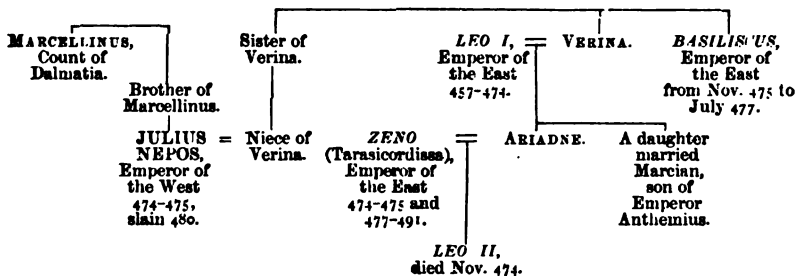 MARCELLINUS,
Count of
Dalmatia.
Brother of
Marcellinus.
Sister of
Verina.
LEO I,
Emperor of
the East
457-474.
=
VERINA.
BASILISCUS,
Emperor of
the East
from Nov. 475 to
July 477.
JULIUS
NEPOS,
Emperor of
the West
474-475,
slain 480.
=
Niece of
Verina.
ZENO
(Tarasicordissa),
Emperor of
the East
474-475 and
477-491.
=
ARIADNE.
A daughter
married
Marcian,
son of
Emperor
Anthemius.
LEO II,
died Nov. 474.